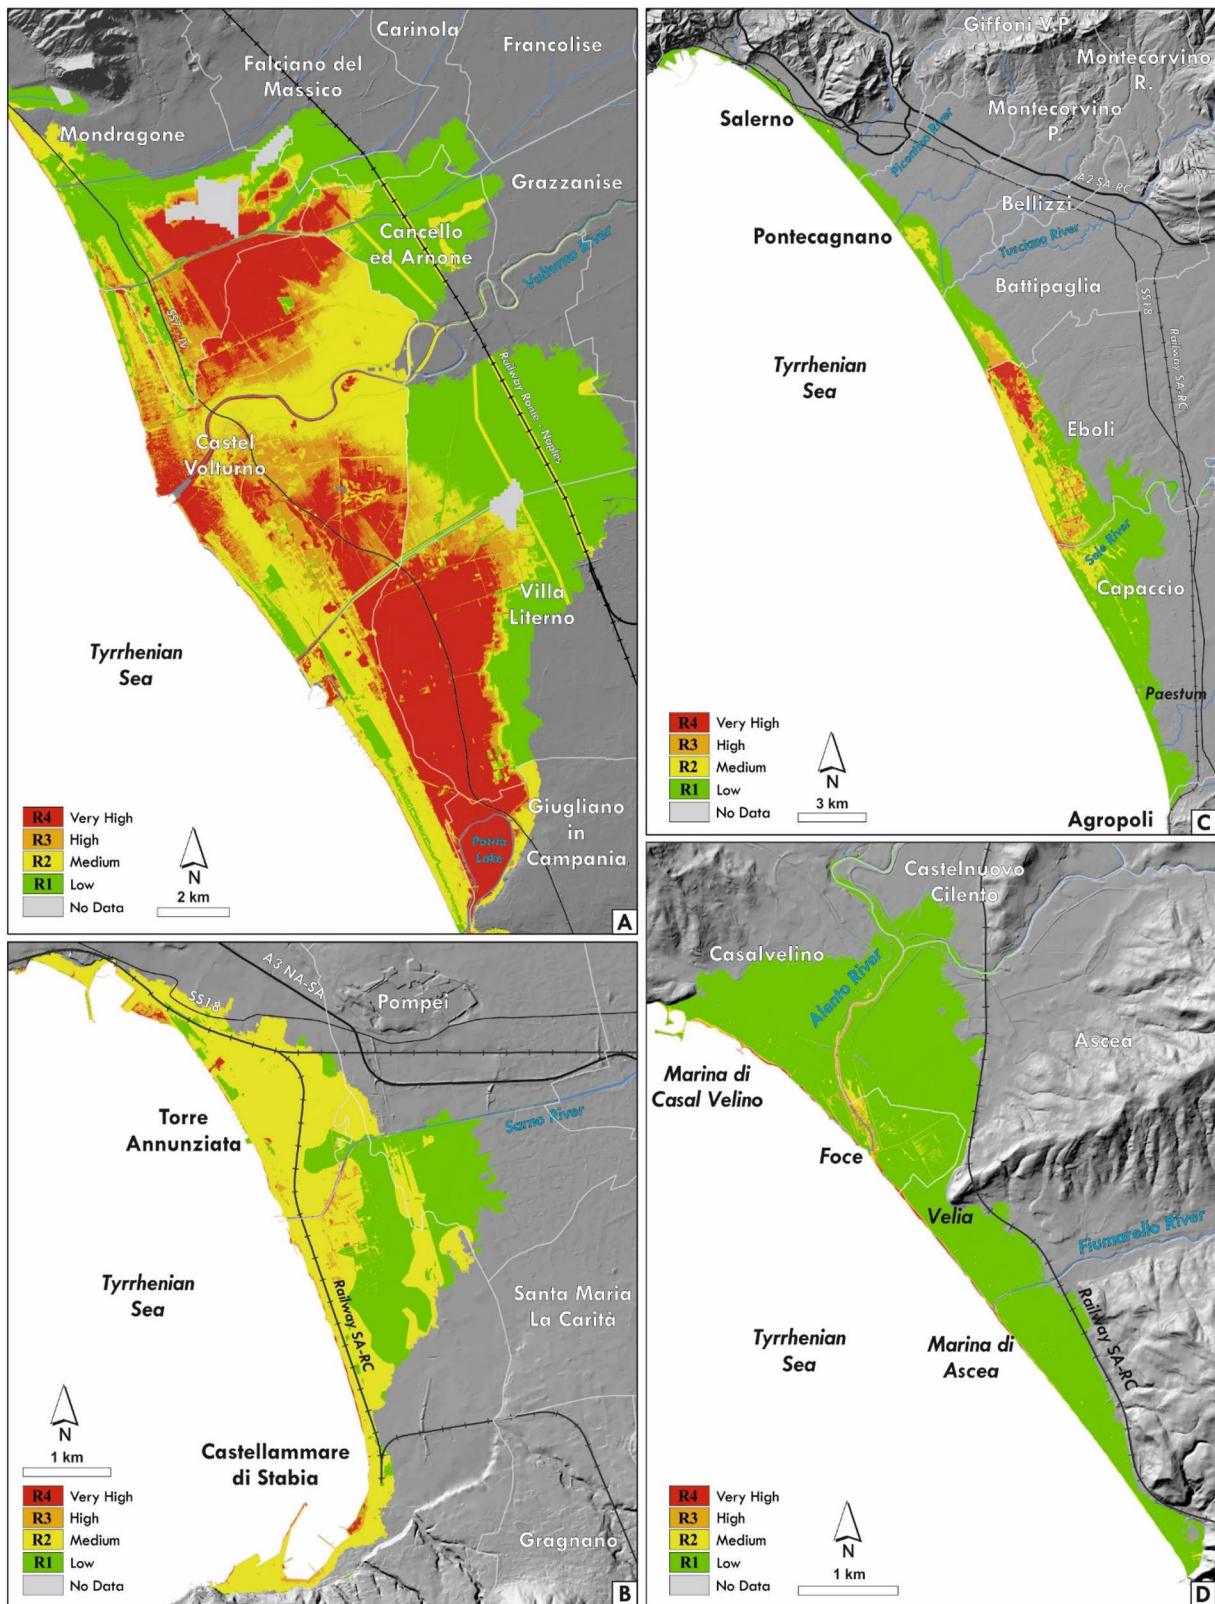 Carinola
Francolise
Falciano del
Massico
Mondragone
Grazzanise
Cancello
ed Arnone
Volturno River
SS7 - IV
Railway Rome - Naples
Castel
Volturno
Villa
Literno
Tyrrhenian
Sea
Giugliano
in
Campania
Patria
Lake
R4 Very High
R3 High
R2 Medium
R1 Low
No Data
N
2 km
A
A3 NA-SA
SS18
Pompei
Torre
Annunziata
Sarno River
Tyrrhenian
Sea
Railway SA-RC
Santa Maria
La Carità
N
1 km
Castellammare
di Stabia
Gragnano
R4 Very High
R3 High
R2 Medium
R1 Low
No Data
B
Giffoni V.P.
Montecorvino
R.
Montecorvino
P.
Salerno
Picentino River
A2 SA-RC
Bellizzi
Pontecagnano
Tusciano River
Battipaglia
SS18
Railway SA-RC
Tyrrhenian
Sea
Eboli
Sele River
Capaccio
Paestum
R4 Very High
R3 High
R2 Medium
R1 Low
No Data
N
3 km
Agropoli
C
Castelnuovo
Cilento
Casalvelino
Alento River
Ascea
Marina di
Casal Velino
Foce
Velia
Fiumarello River
Tyrrhenian
Sea
Marina di
Ascea
Railway SA-RC
R4 Very High
R3 High
R2 Medium
R1 Low
No Data
N
1 km
D